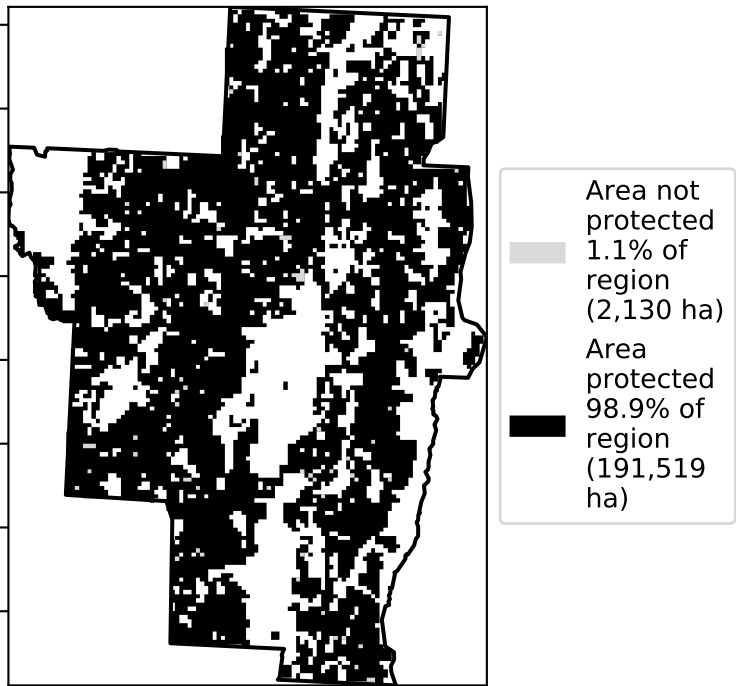 Area not
protected
1.1% of
region
(2,130 ha)
Area
protected
98.9% of
region
(191,519
ha)